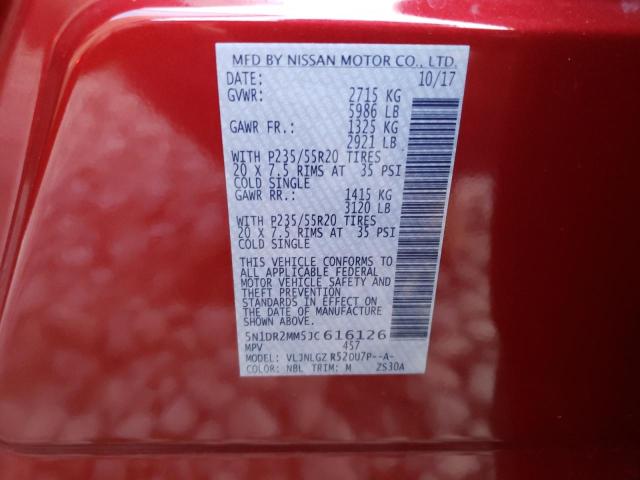 MFD BY NISSAN MOTOR CO., LTD.
DATE: 10/17
GVWR: 2715 KG
5986 LB
GAWR FR.: 1325 KG
2921 LB
WITH P235/55R20 TIRES
20 X 7.5 RIMS AT 35 PSI
COLD SINGLE
GAWR RR.: 1415 KG
3120 LB
WITH P235/55R20 TIRES
20 X 7.5 RIMS AT 35 PSI
COLD SINGLE
THIS VEHICLE CONFORMS TO
ALL APPLICABLE FEDERAL
MOTOR VEHICLE SAFETY AND
THEFT PREVENTION
STANDARDS IN EFFECT ON
THE DATE OF MANUFACTURE
SHOWN ABOVE.
5N1DR2MM5JC616126
MPV 457
MODEL: VLJNLGZ R520U7P--A-
COLOR: NBL TRIM: M ZS30A